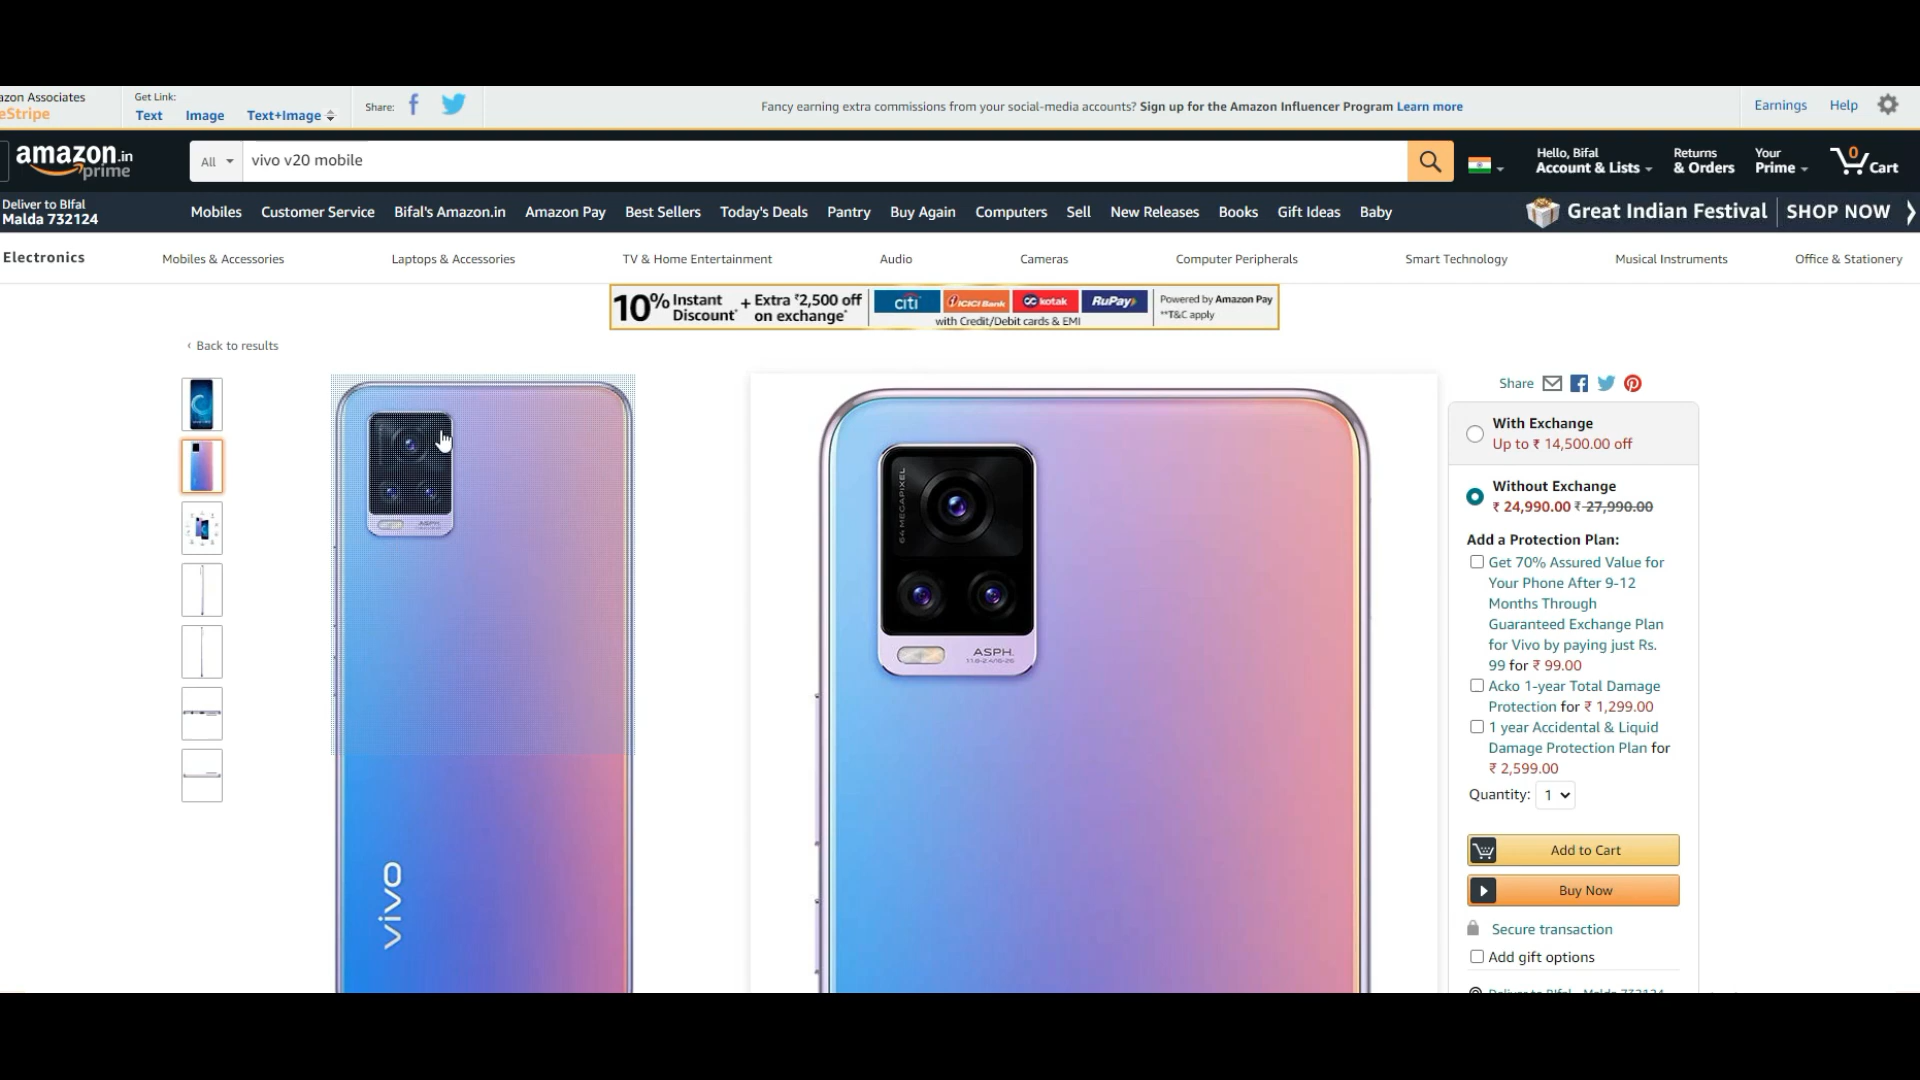 azon Associates
eStripe
Get Link:
Text Image Text+Image
Share:
Fancy earning extra commissions from your social-media accounts? Sign up for the Amazon Influencer Program Learn more
Earnings Help
amazon.in
prime
All
vivo v20 mobile
Hello, Bifal
Account & Lists
Returns
& Orders
Your
Prime
0
Cart
Deliver to BIfal
Malda 732124
Mobiles Customer Service Bifal's Amazon.in Amazon Pay Best Sellers Today's Deals Pantry Buy Again Computers Sell New Releases Books Gift Ideas Baby
Great Indian Festival SHOP NOW
Electronics Mobiles & Accessories Laptops & Accessories TV & Home Entertainment Audio Cameras Computer Peripherals Smart Technology Musical Instruments Office & Stationery
10% Instant Discount* + Extra ₹2,500 off on exchange*
citi ICICI Bank kotak RuPay
with Credit/Debit cards & EMI
Powered by Amazon Pay
**T&C apply
‹ Back to results
ASPH.
vivo
64 MEGAPIXEL
ASPH.
Share
With Exchange
Up to ₹ 14,500.00 off
Without Exchange
₹ 24,990.00 ₹ 27,990.00
Add a Protection Plan:
Get 70% Assured Value for
Your Phone After 9-12
Months Through
Guaranteed Exchange Plan
for Vivo by paying just Rs.
99 for ₹ 99.00
Acko 1-year Total Damage
Protection for ₹ 1,299.00
1 year Accidental & Liquid
Damage Protection Plan for
₹ 2,599.00
Quantity: 1
Add to Cart
Buy Now
Secure transaction
Add gift options
Deliver to BIfal - Malda 732124